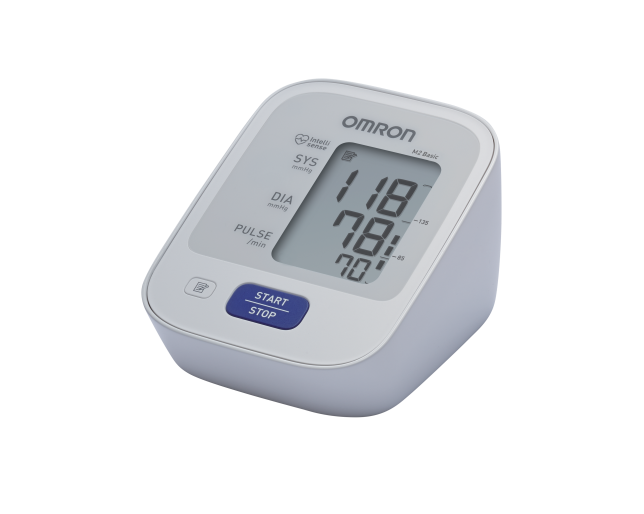 OMRON
Intelli
sense
M2 Basic
SYS
mmHg
118
DIA
mmHg
78
-135
-85
PULSE
/min
70
START
STOP